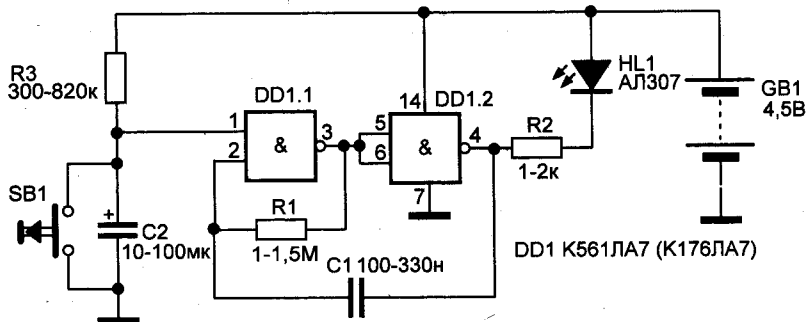 R3
300-820к
SB1
+
C2
10-100мк
DD1.1
1
2
&
3
R1
1-1,5М
C1 100-330н
DD1.2
14
5
6
&
4
7
R2
1-2к
HL1
АЛ307
GB1
4,5В
DD1 К561ЛА7 (К176ЛА7)